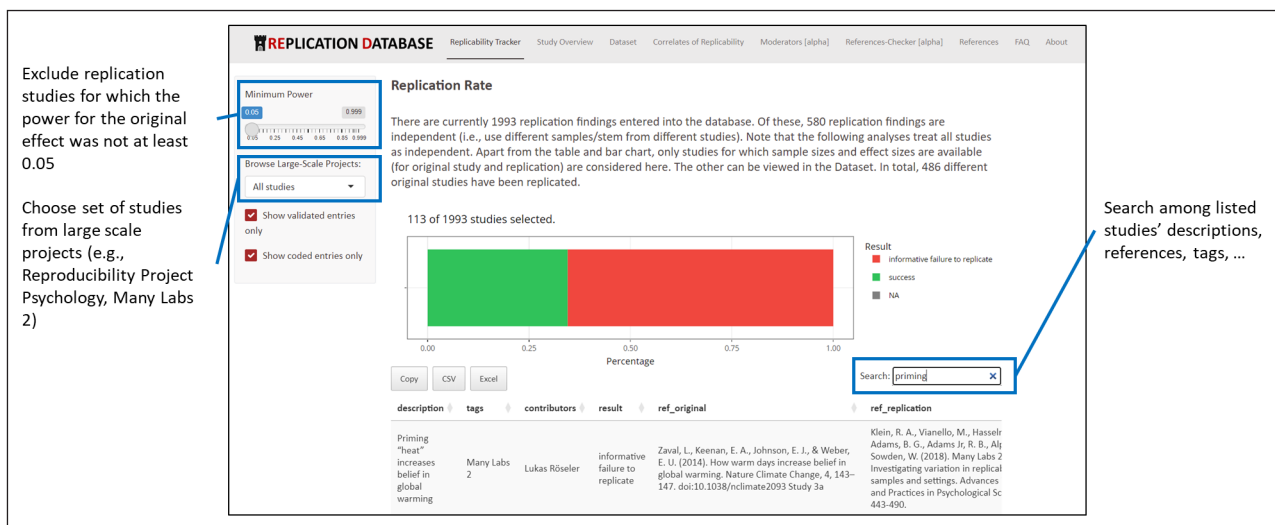 Exclude replication
studies for which the
power for the original
effect was not at least
0.05
Choose set of studies
from large scale
projects (e.g.,
Reproducibility Project
Psychology, Many Labs
2)
REPLICATION DATABASE
Replicability Tracker
Study Overview
Dataset
Correlates of Replicability
Moderators [alpha]
References-Checker [alpha]
References
FAQ
About
Minimum Power
0.05
0.999
0.05 0.25 0.45 0.65 0.85 0.999
Browse Large-Scale Projects:
All studies
Show validated entries
only
Show coded entries only
Replication Rate
There are currently 1993 replication findings entered into the database. Of these, 580 replication findings are
independent (i.e., use different samples/stem from different studies). Note that the following analyses treat all studies
as independent. Apart from the table and bar chart, only studies for which sample sizes and effect sizes are available
(for original study and replication) are considered here. The other can be viewed in the Dataset. In total, 486 different
original studies have been replicated.
113 of 1993 studies selected.
Result
informative failure to replicate
success
NA
0.00 0.25 0.50 0.75 1.00
Percentage
Copy
CSV
Excel
Search: priming
description tags contributors result ref_original ref_replication
Priming
"heat"
increases
belief in
global
warming
Many Labs
2
Lukas Röseler
informative
failure to
replicate
Zaval, L., Keenan, E. A., Johnson, E. J., & Weber,
E. U. (2014). How warm days increase belief in
global warming. Nature Climate Change, 4, 143–
147. doi:10.1038/nclimate2093 Study 3a
Klein, R. A., Vianello, M.,
Adams, B. G., Adams Jr, R. B.,
Sowden, W. (2018). Many Labs 2
Investigating variation in
samples and settings. Advances
and Practices in Psychological
443-490.
Search among listed
studies' descriptions,
references, tags, ...